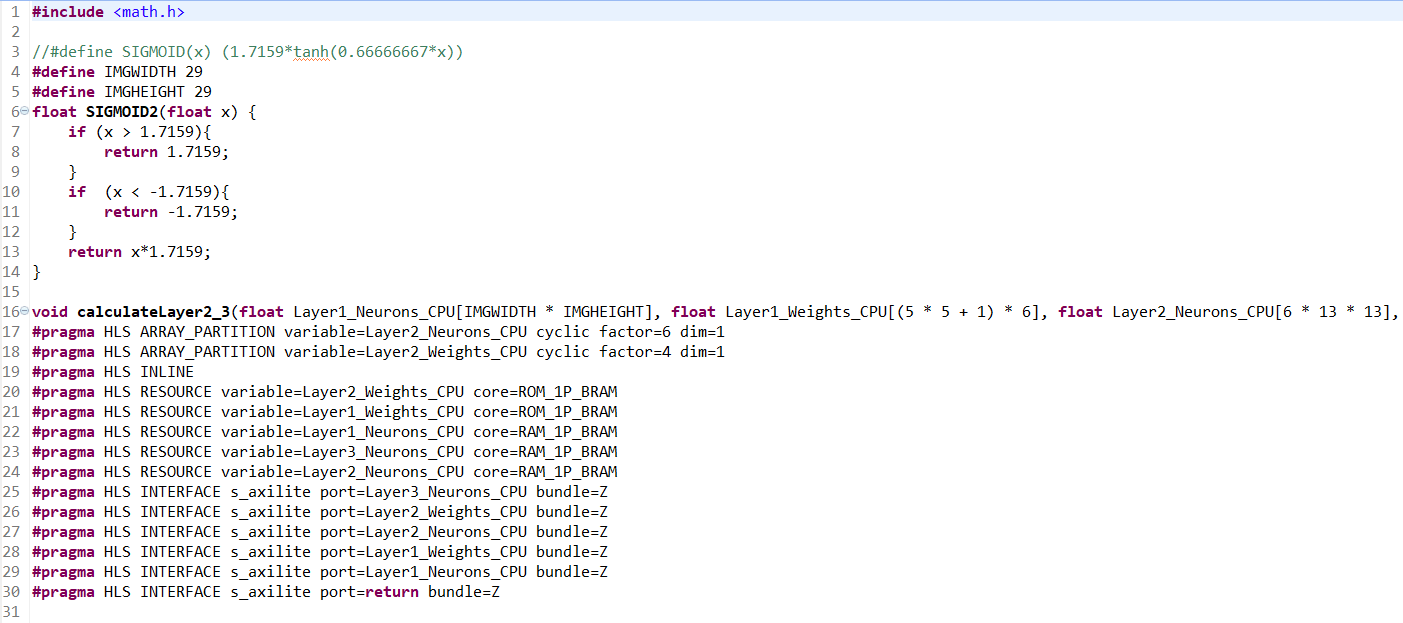 1 #include <math.h>
2
3 //#define SIGMOID(x) (1.7159*tanh(0.66666667*x))
4 #define IMGWIDTH 29
5 #define IMGHEIGHT 29
6 float SIGMOID2(float x) {
7     if (x > 1.7159){
8         return 1.7159;
9     }
10     if  (x < -1.7159){
11         return -1.7159;
12     }
13     return x*1.7159;
14 }
15
16 void calculateLayer2_3(float Layer1_Neurons_CPU[IMGWIDTH * IMGHEIGHT], float Layer1_Weights_CPU[(5 * 5 + 1) * 6], float Layer2_Neurons_CPU[6 * 13 * 13],
17 #pragma HLS ARRAY_PARTITION variable=Layer2_Neurons_CPU cyclic factor=6 dim=1
18 #pragma HLS ARRAY_PARTITION variable=Layer2_Weights_CPU cyclic factor=4 dim=1
19 #pragma HLS INLINE
20 #pragma HLS RESOURCE variable=Layer2_Weights_CPU core=ROM_1P_BRAM
21 #pragma HLS RESOURCE variable=Layer1_Weights_CPU core=ROM_1P_BRAM
22 #pragma HLS RESOURCE variable=Layer1_Neurons_CPU core=RAM_1P_BRAM
23 #pragma HLS RESOURCE variable=Layer3_Neurons_CPU core=RAM_1P_BRAM
24 #pragma HLS RESOURCE variable=Layer2_Neurons_CPU core=RAM_1P_BRAM
25 #pragma HLS INTERFACE s_axilite port=Layer3_Neurons_CPU bundle=Z
26 #pragma HLS INTERFACE s_axilite port=Layer2_Weights_CPU bundle=Z
27 #pragma HLS INTERFACE s_axilite port=Layer2_Neurons_CPU bundle=Z
28 #pragma HLS INTERFACE s_axilite port=Layer1_Weights_CPU bundle=Z
29 #pragma HLS INTERFACE s_axilite port=Layer1_Neurons_CPU bundle=Z
30 #pragma HLS INTERFACE s_axilite port=return bundle=Z
31